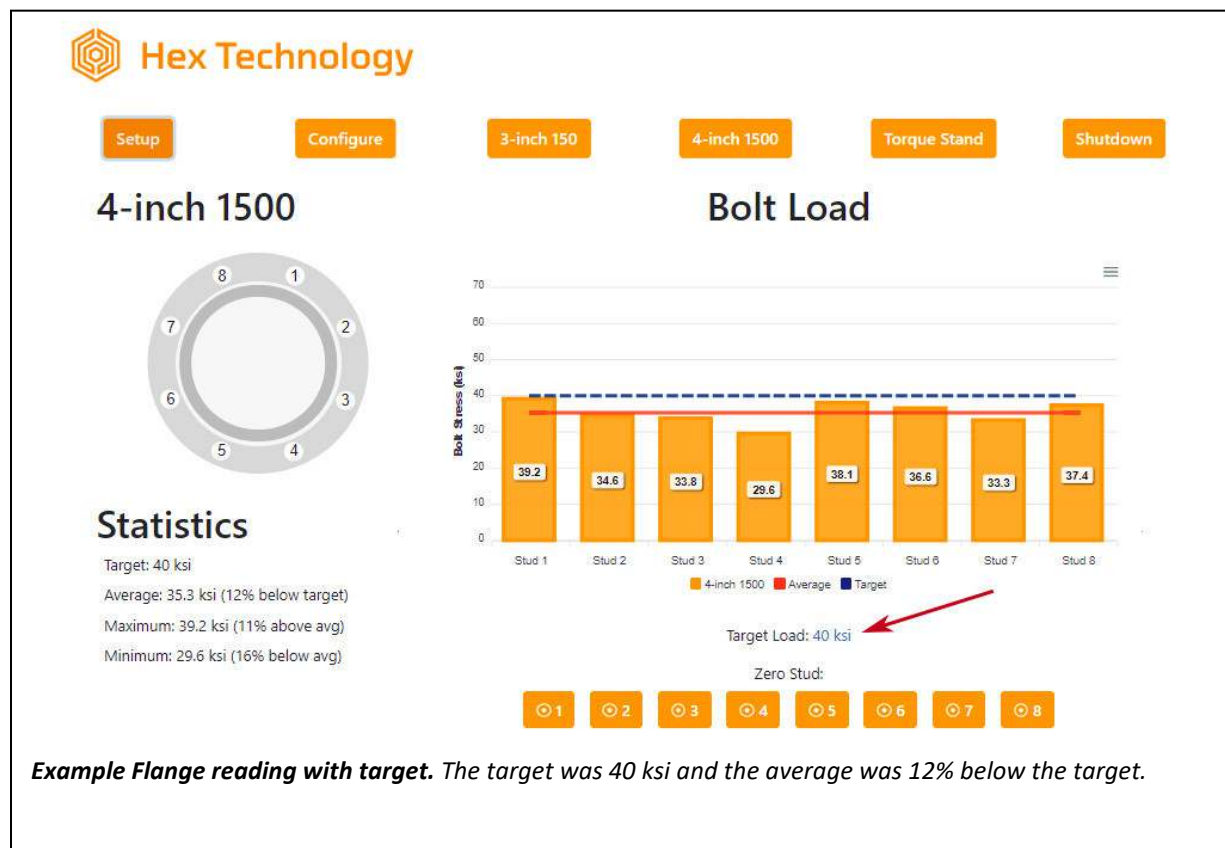 Hex Technology
Setup Configure 3-inch 150 4-inch 1500 Torque Stand Shutdown
4-inch 1500
Bolt Load
8 1
7 2
6 3
5 4
70
60
50
40
30
20
10
0
Bolt Stress (ksi)
39.2 34.6 33.8 29.6 38.1 36.6 33.3 37.4
Stud 1 Stud 2 Stud 3 Stud 4 Stud 5 Stud 6 Stud 7 Stud 8
4-inch 1500 Average Target
Statistics
Target: 40 ksi
Average: 35.3 ksi (12% below target)
Maximum: 39.2 ksi (11% above avg)
Minimum: 29.6 ksi (16% below avg)
Target Load: 40 ksi
Zero Stud:
1 2 3 4 5 6 7 8
Example Flange reading with target. The target was 40 ksi and the average was 12% below the target.